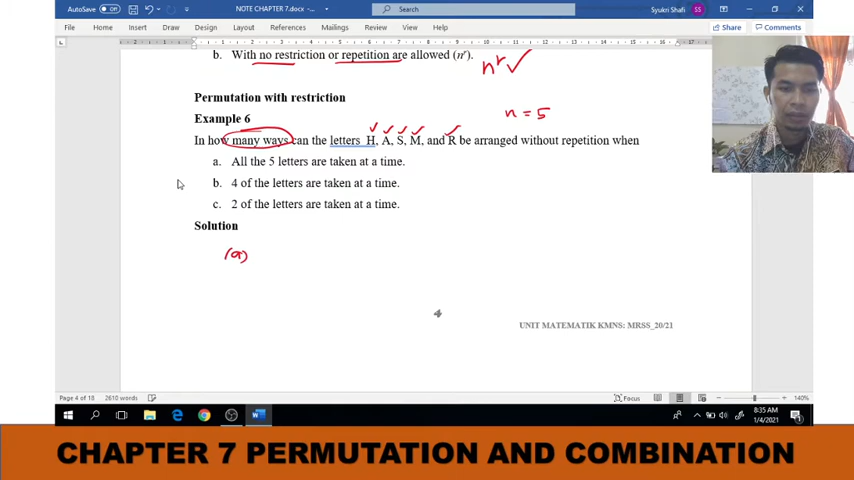 AutoSave Off NOTE CHAPTER 7.docx -... Search Syukri Shafi SS
File Home Insert Draw Design Layout References Mailings Review View Help Share Comments
b. With no restriction or repetition are allowed (nʳ). nʳ ✓
Permutation with restriction
Example 6 n = 5
In how many ways can the letters H, A, S, M, and R be arranged without repetition when
a. All the 5 letters are taken at a time.
b. 4 of the letters are taken at a time.
c. 2 of the letters are taken at a time.
Solution
(a)
4
UNIT MATEMATIK KMNS: MRSS_20/21
Page 4 of 18 2610 words Focus 140%
8:35 AM
1/4/2021
CHAPTER 7 PERMUTATION AND COMBINATION